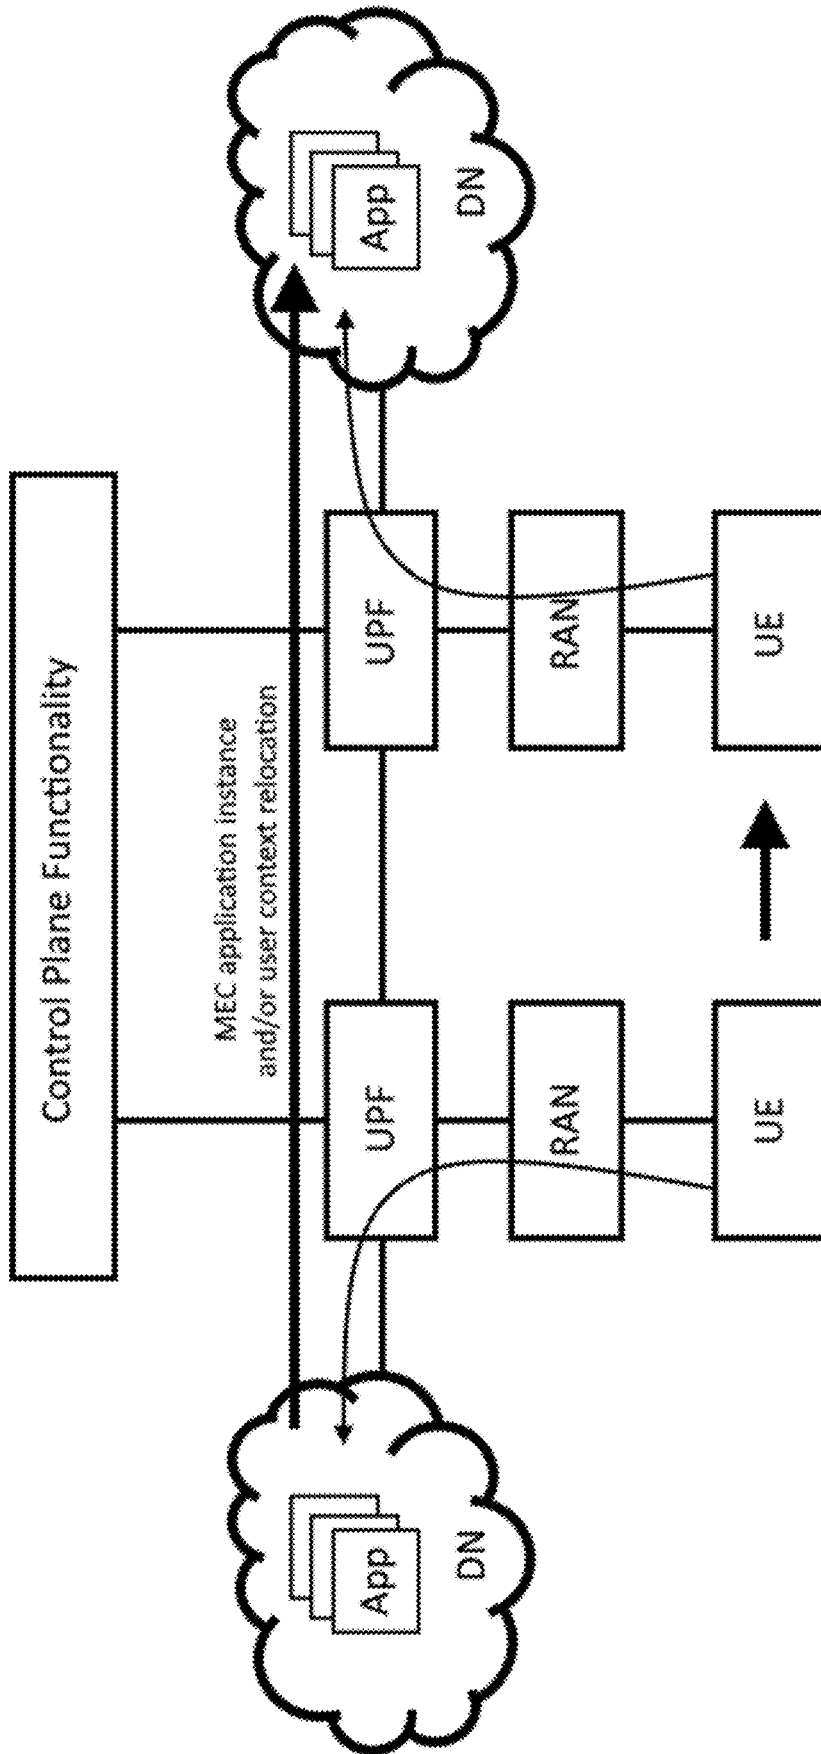 Control Plane Functionality
MEC application instance
and/or user context relocation
App
DN
UPF
UPF
App
DN
RAN
RAN
UE
UE